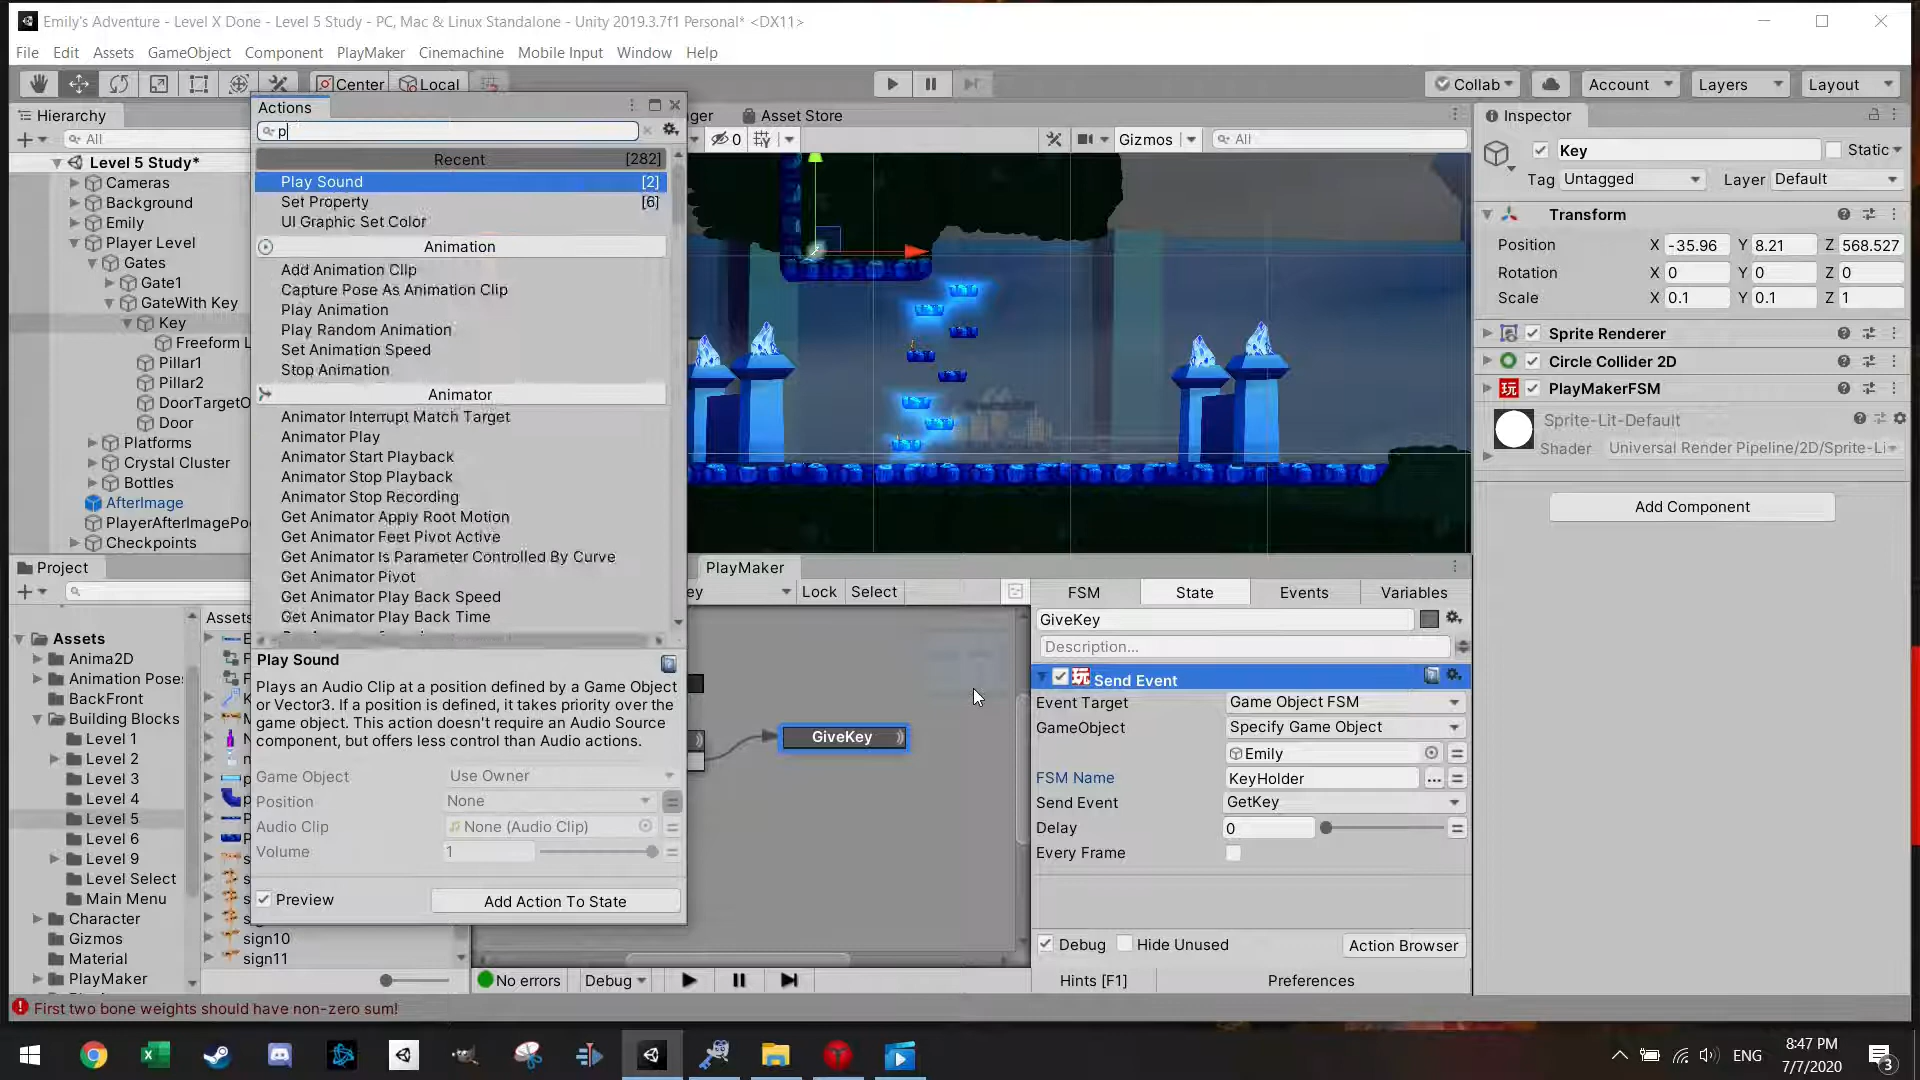 Emily's Adventure - Level X Done - Level 5 Study - PC, Mac & Linux Standalone - Unity 2019.3.7f1 Personal* <DX11>
File Edit Assets GameObject Component PlayMaker Cinemachine Mobile Input Window Help
Center Local
Collab Account Layers Layout
Hierarchy
All
Level 5 Study*
Cameras
Background
Emily
Player Level
Gates
Gate1
GateWith Key
Key
Freeform L
Pillar1
Pillar2
DoorTargetO
Door
Platforms
Crystal Cluster
Bottles
AfterImage
PlayerAfterImagePo
Checkpoints
Actions
p
Recent [282]
Play Sound [2]
Set Property [6]
UI Graphic Set Color
Animation
Add Animation Clip
Capture Pose As Animation Clip
Play Animation
Play Random Animation
Set Animation Speed
Stop Animation
Animator
Animator Interrupt Match Target
Animator Play
Animator Start Playback
Animator Stop Playback
Animator Stop Recording
Get Animator Apply Root Motion
Get Animator Feet Pivot Active
Get Animator Is Parameter Controlled By Curve
Get Animator Pivot
Get Animator Play Back Speed
Get Animator Play Back Time
Play Sound
Plays an Audio Clip at a position defined by a Game Object
or Vector3. If a position is defined, it takes priority over the
game object. This action doesn't require an Audio Source
component, but offers less control than Audio actions.
Game Object Use Owner
Position None
Audio Clip None (Audio Clip)
Volume 1
Preview Add Action To State
ger Asset Store
0 Gizmos All
Inspector
Key Static
Tag Untagged Layer Default
Transform
Position X -35.96 Y 8.21 Z 568.527
Rotation X 0 Y 0 Z 0
Scale X 0.1 Y 0.1 Z 1
Sprite Renderer
Circle Collider 2D
玩 PlayMakerFSM
Sprite-Lit-Default
Shader Universal Render Pipeline/2D/Sprite-Li
Add Component
Project
Assets
Anima2D
Animation Pose
BackFront
Building Blocks
Level 1
Level 2
Level 3
Level 4
Level 5
Level 6
Level 9
Level Select
Main Menu
Character
Gizmos
Material
PlayMaker
Assets
sign10
sign11
PlayMaker
ey Lock Select
GiveKey
FSM State Events Variables
GiveKey
Description...
玩 Send Event
Event Target Game Object FSM
GameObject Specify Game Object
Emily
FSM Name KeyHolder ...
Send Event GetKey
Delay 0
Every Frame
Debug Hide Unused Action Browser
No errors Debug Hints [F1] Preferences
First two bone weights should have non-zero sum!
ENG 8:47 PM
7/7/2020
3